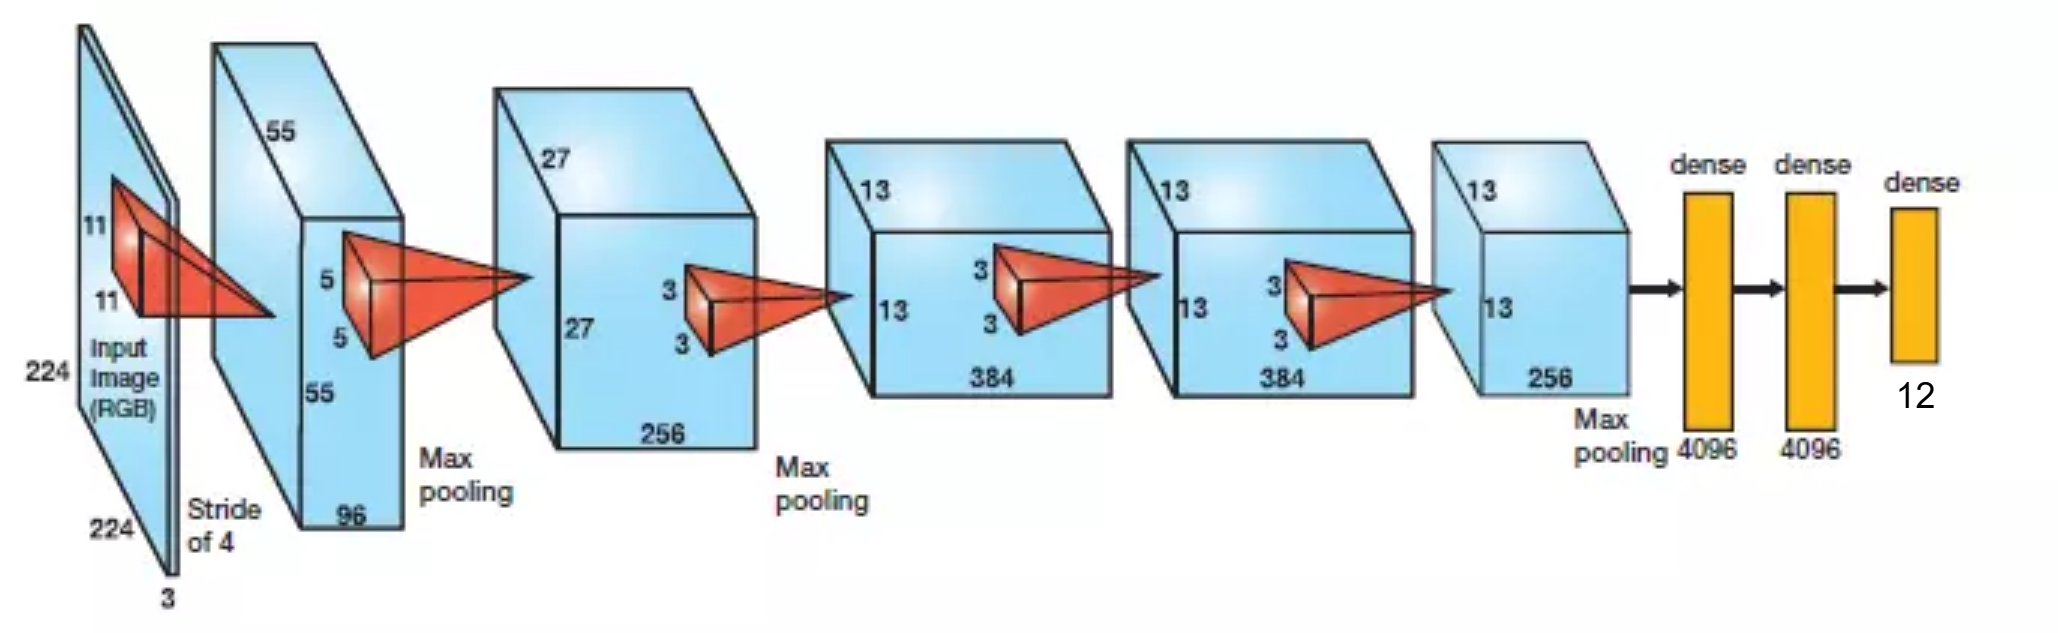 11
11
Input
Image
(RGB)
224
224
3
Stride
of 4
55
55
96
5
5
Max
pooling
27
27
256
3
3
Max
pooling
13
13
384
3
3
13
13
384
3
3
13
13
256
Max
pooling
dense
4096
dense
4096
dense
12